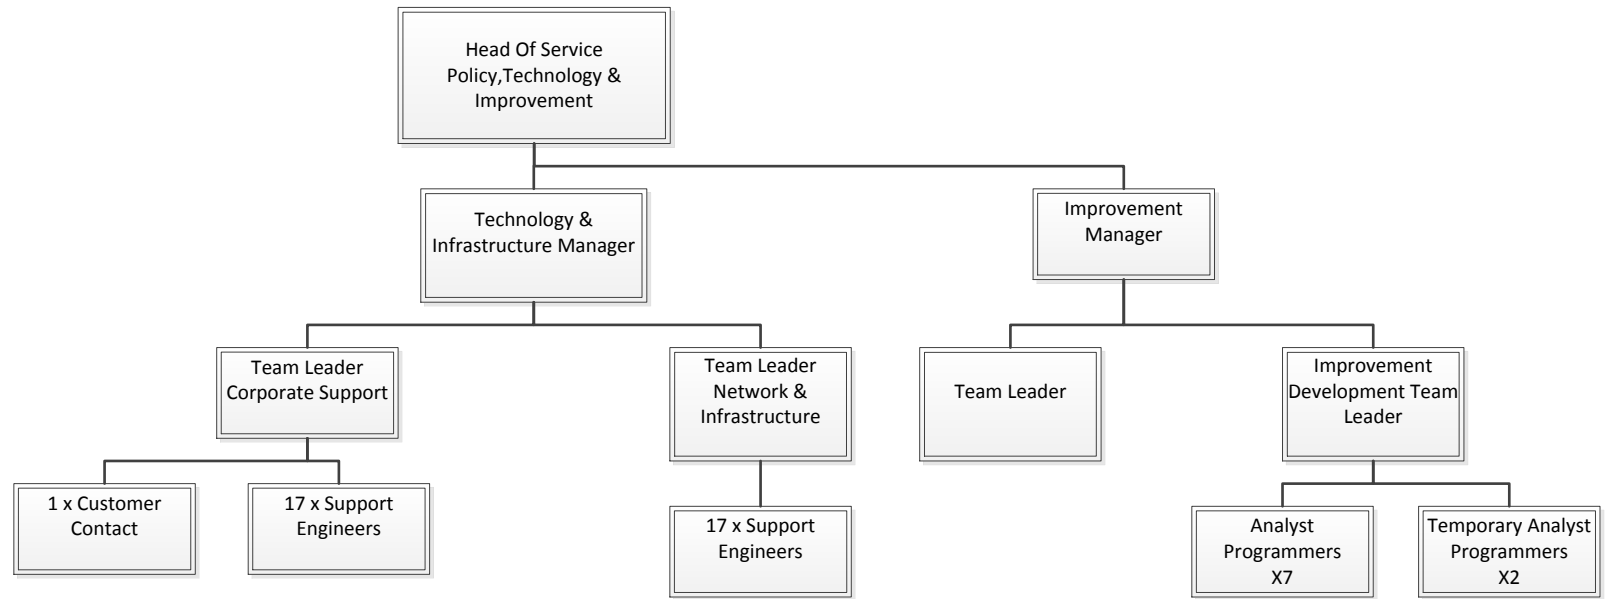 Head Of Service
Policy,Technology &
Improvement
Technology &
Infrastructure Manager
Improvement
Manager
Team Leader
Corporate Support
Team Leader
Network &
Infrastructure
Team Leader
Improvement
Development Team
Leader
1 x Customer
Contact
17 x Support
Engineers
17 x Support
Engineers
Analyst
Programmers
X7
Temporary Analyst
Programmers
X2